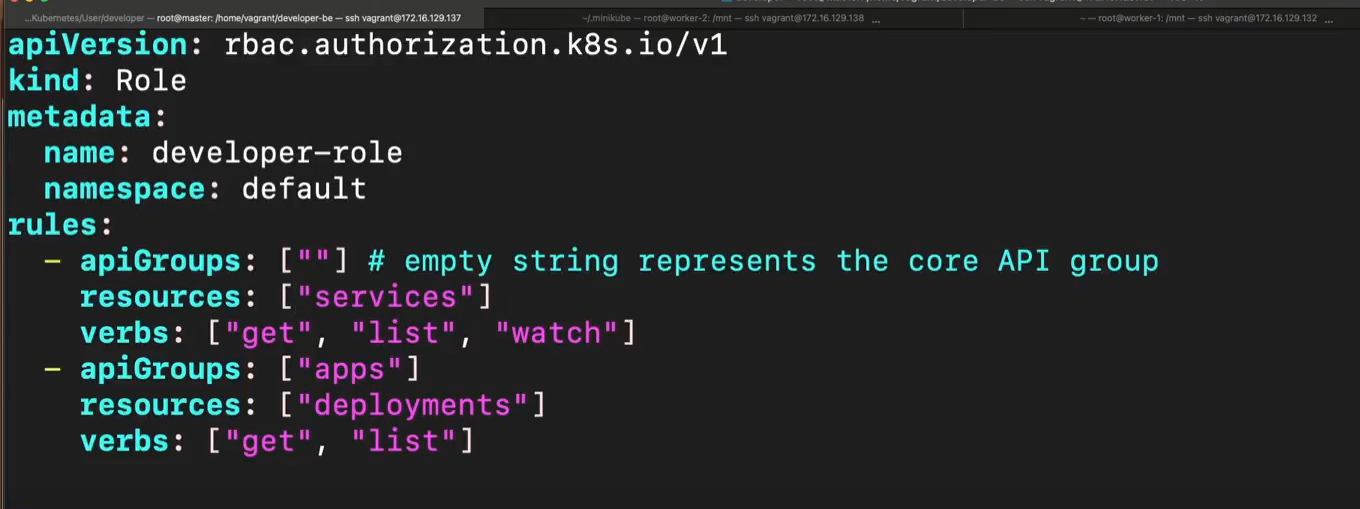 ...Kubernetes/User/developer — root@master: /home/vagrant/developer-be — ssh vagrant@172.16.129.137
~/.minikube — root@worker-2: /mnt — ssh vagrant@172.16.129.138 ...
~ — root@worker-1: /mnt — ssh vagrant@172.16.129.132 ...
apiVersion: rbac.authorization.k8s.io/v1
kind: Role
metadata:
  name: developer-role
  namespace: default
rules:
  - apiGroups: [""] # empty string represents the core API group
    resources: ["services"]
    verbs: ["get", "list", "watch"]
  - apiGroups: ["apps"]
    resources: ["deployments"]
    verbs: ["get", "list"]